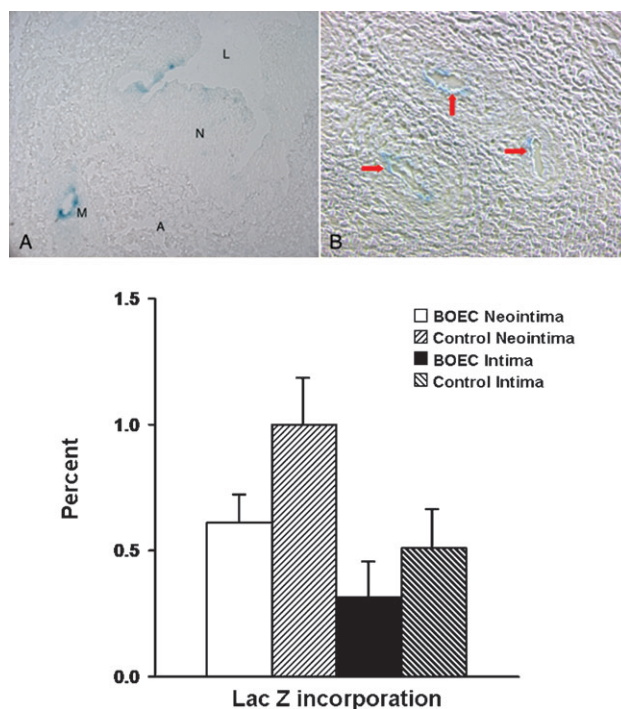 L
N
M
A
A
B
1.5
1.0
0.5
0.0
Percent
BOEC Neointima
Control Neointima
BOEC Intima
Control Intima
Lac Z incorporation